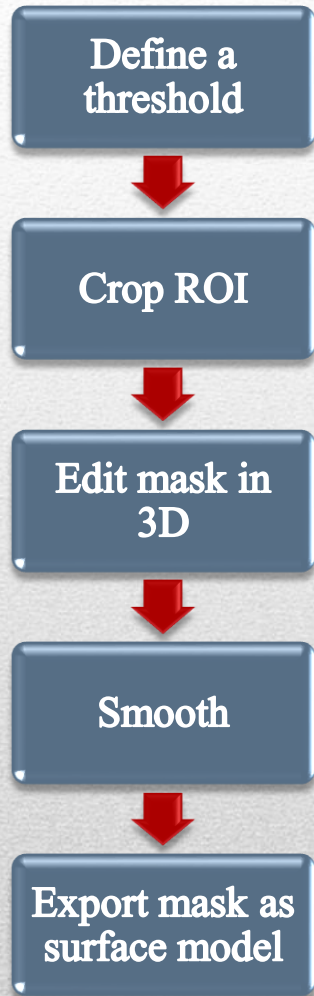 Define a
threshold
Crop ROI
Edit mask in
3D
Smooth
Export mask as
surface model